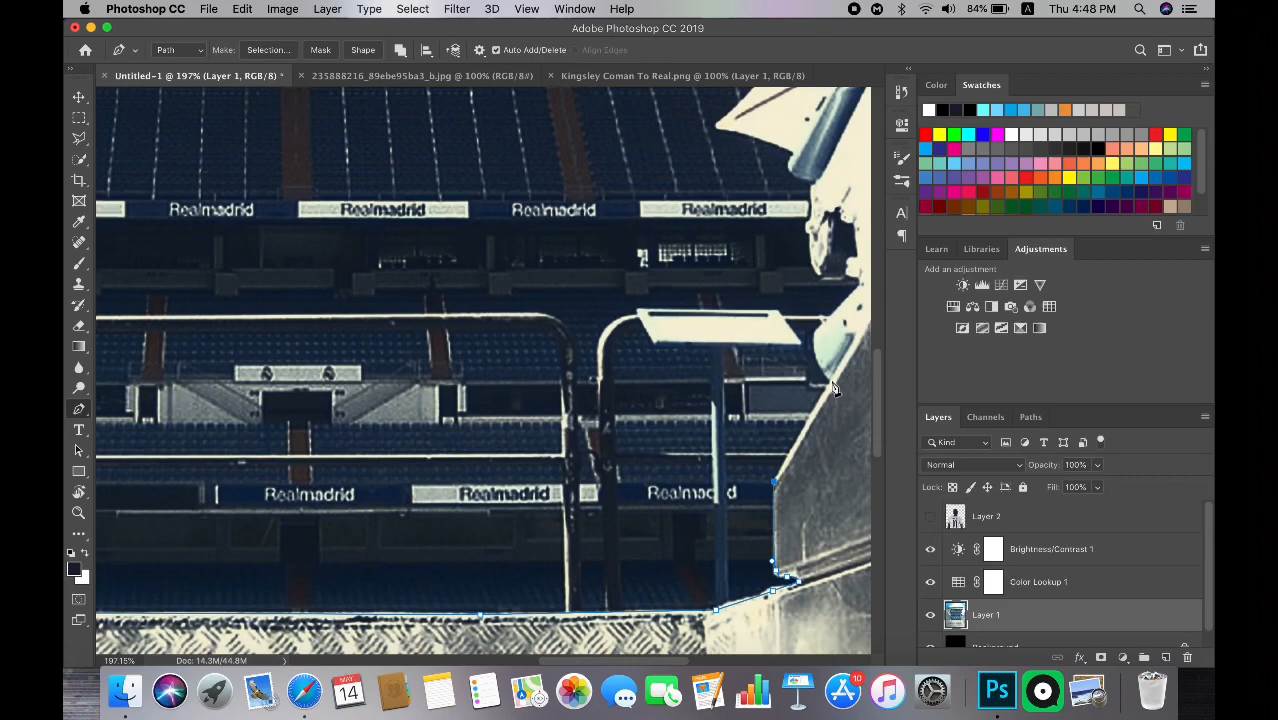 Photoshop CC File Edit Image Layer Type Select Filter 3D View Window Help 84% A Thu 4:48 PM
Adobe Photoshop CC 2019
Path Make: Selection... Mask Shape Auto Add/Delete Align Edges
Untitled-1 @ 197% (Layer 1, RGB/8) * 235888216_89ebe95ba3_b.jpg @ 100% (RGB/8#) Kingsley Coman To Real.png @ 100% (Layer 1, RGB/8)
Color Swatches
Realmadrid Realmadrid Realmadrid Realmadrid
Learn Libraries Adjustments
Add an adjustment
Layers Channels Paths
Kind
Normal Opacity: 100%
Lock: Fill: 100%
Realmadrid Realmadrid Realmadrid
Layer 2
Brightness/Contrast 1
Color Lookup 1
Layer 1
Background
197.15% Doc: 14.3M/44.8M
MAY
14
10
Ps